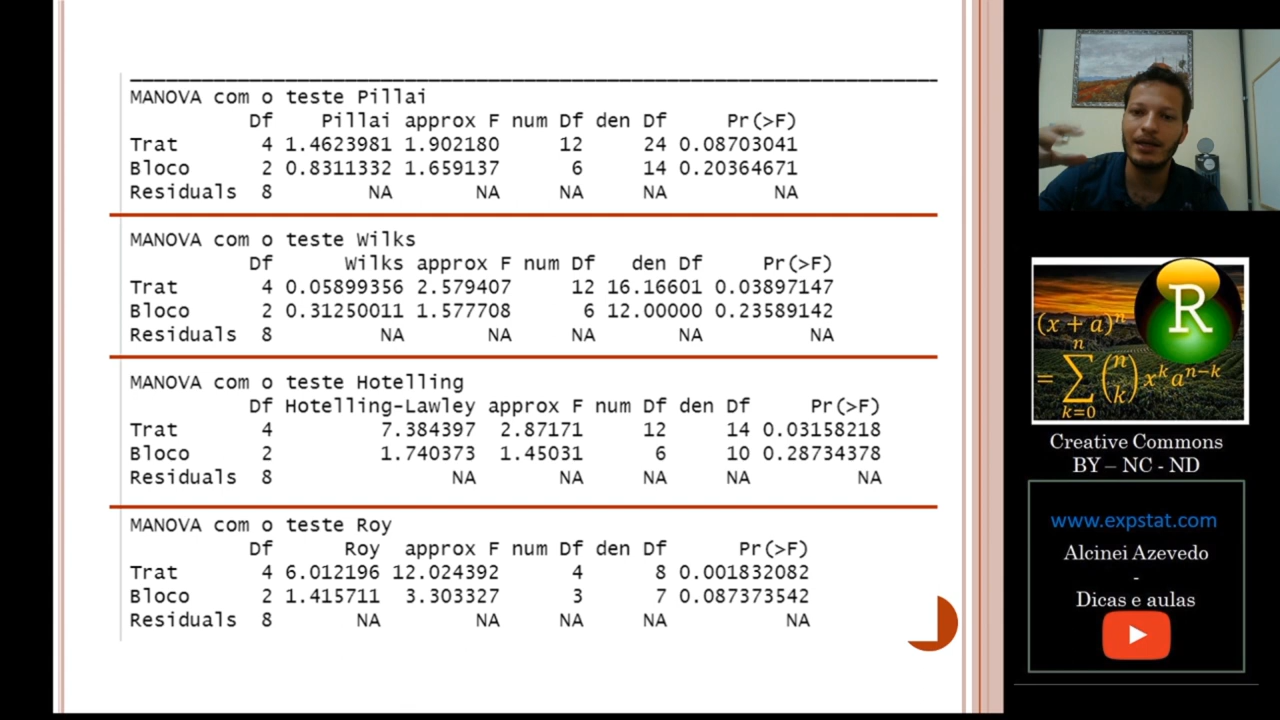 MANOVA com o teste Pillai
Df Pillai approx F num Df den Df Pr(>F)
Trat 4 1.4623981 1.902180 12 24 0.08703041
Bloco 2 0.8311332 1.659137 6 14 0.20364671
Residuals 8 NA NA NA NA NA
MANOVA com o teste Wilks
Df Wilks approx F num Df den Df Pr(>F)
Trat 4 0.05899356 2.579407 12 16.16601 0.03897147
Bloco 2 0.31250011 1.577708 6 12.00000 0.23589142
Residuals 8 NA NA NA NA NA
MANOVA com o teste Hotelling
Df Hotelling-Lawley approx F num Df den Df Pr(>F)
Trat 4 7.384397 2.87171 12 14 0.03158218
Bloco 2 1.740373 1.45031 6 10 0.28734378
Residuals 8 NA NA NA NA NA
MANOVA com o teste Roy
Df Roy approx F num Df den Df Pr(>F)
Trat 4 6.012196 12.024392 4 8 0.001832082
Bloco 2 1.415711 3.303327 3 7 0.087373542
Residuals 8 NA NA NA NA NA
R
(x + a)^n
= ∑_{k=0}^{n} (n k) x^k a^{n-k}
Creative Commons
BY – NC - ND
www.expstat.com
Alcinei Azevedo
-
Dicas e aulas